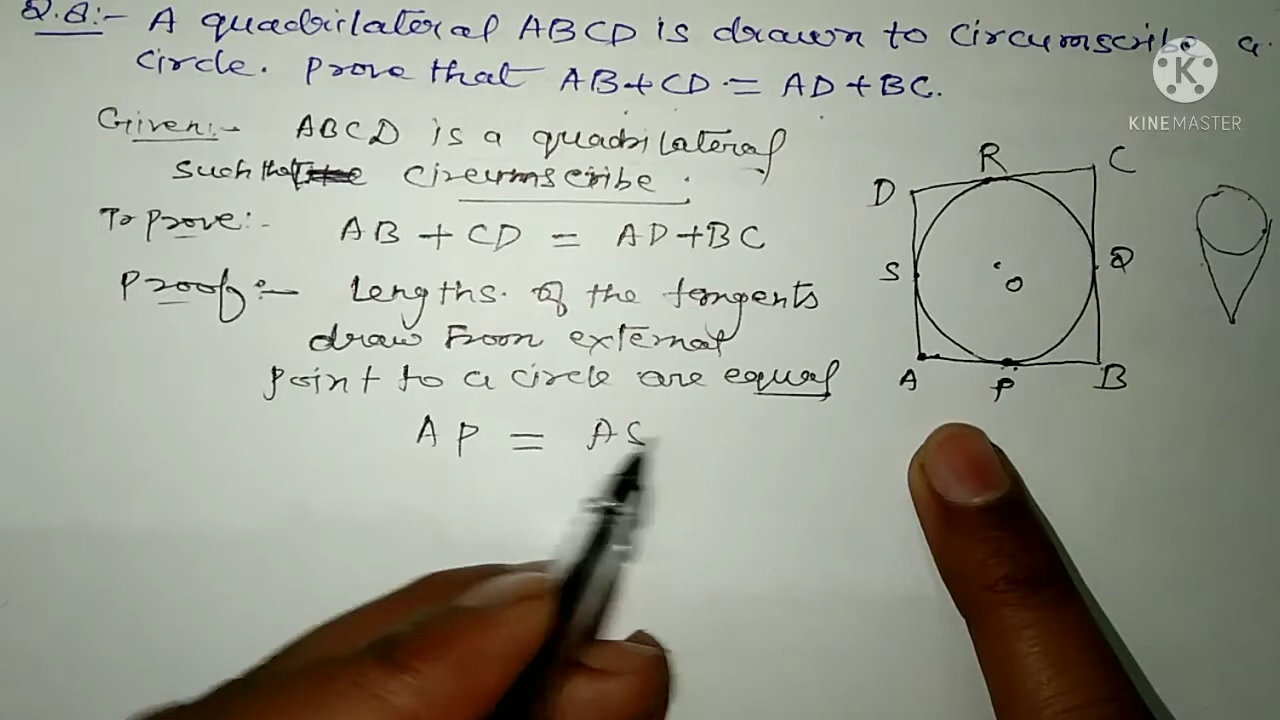 Q.8:- A quadrilateral ABCD is drawn to circumscribe a
circle. Prove that AB+CD = AD+BC.
K
KINEMASTER
Given:- ABCD is a quadrilateral
such that circumscribe.
To Prove:- AB + CD = AD+BC
Proof:- Lengths. of the tangents
draw From external
point to a circle are equal
AP = AS
R
C
D
S
Q
O
A
P
B